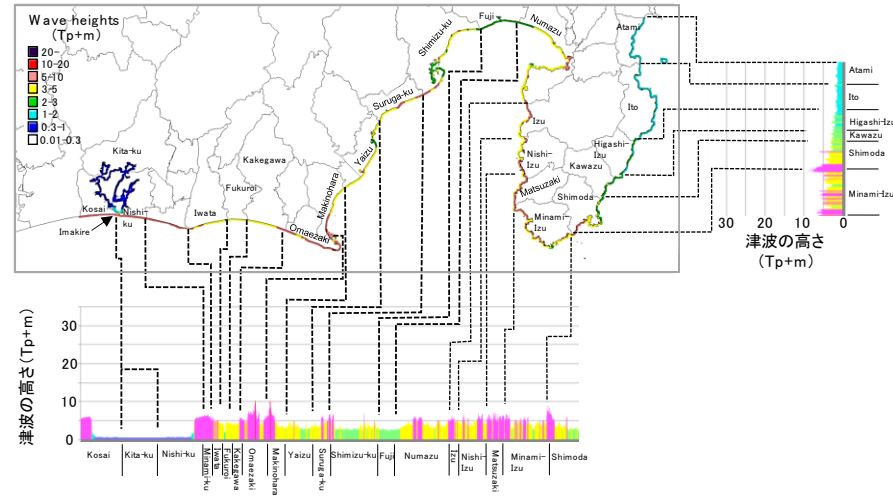 Wave heights
(Tp+m)
20-
10-20
5-10
3-5
2-3
1-2
0.3-1
0.01-0.3
Kita-ku
Kosai
Nishi-
ku
Imakire
Iwata
Fukuroi
Kakegawa
Omaezaki
Makinohara
Yaizu
Suruga-ku
Shimizu-ku
Fuji
Numazu
Atami
Ito
Izu
Higashi-
Izu
Nishi-
Izu
Kawazu
Matsuzaki
Shimoda
Minami-
Izu
Atami
Ito
Higashi-Izu
Kawazu
Shimoda
Minami-Izu
30 20 10 0
津波の高さ
(Tp+m)
津波の高さ(Tp+m)
30
20
10
5
0
Kosai
Kita-ku
Nishi-ku
Minami-ku
Iwata
Fukuroi
Kakegawa
Omaezaki
Makinohara
Yaizu
Suruga-ku
Shimizu-ku
Fuji
Numazu
Izu
Nishi-
Izu
Matsuzaki
Minami-
Izu
Shimoda